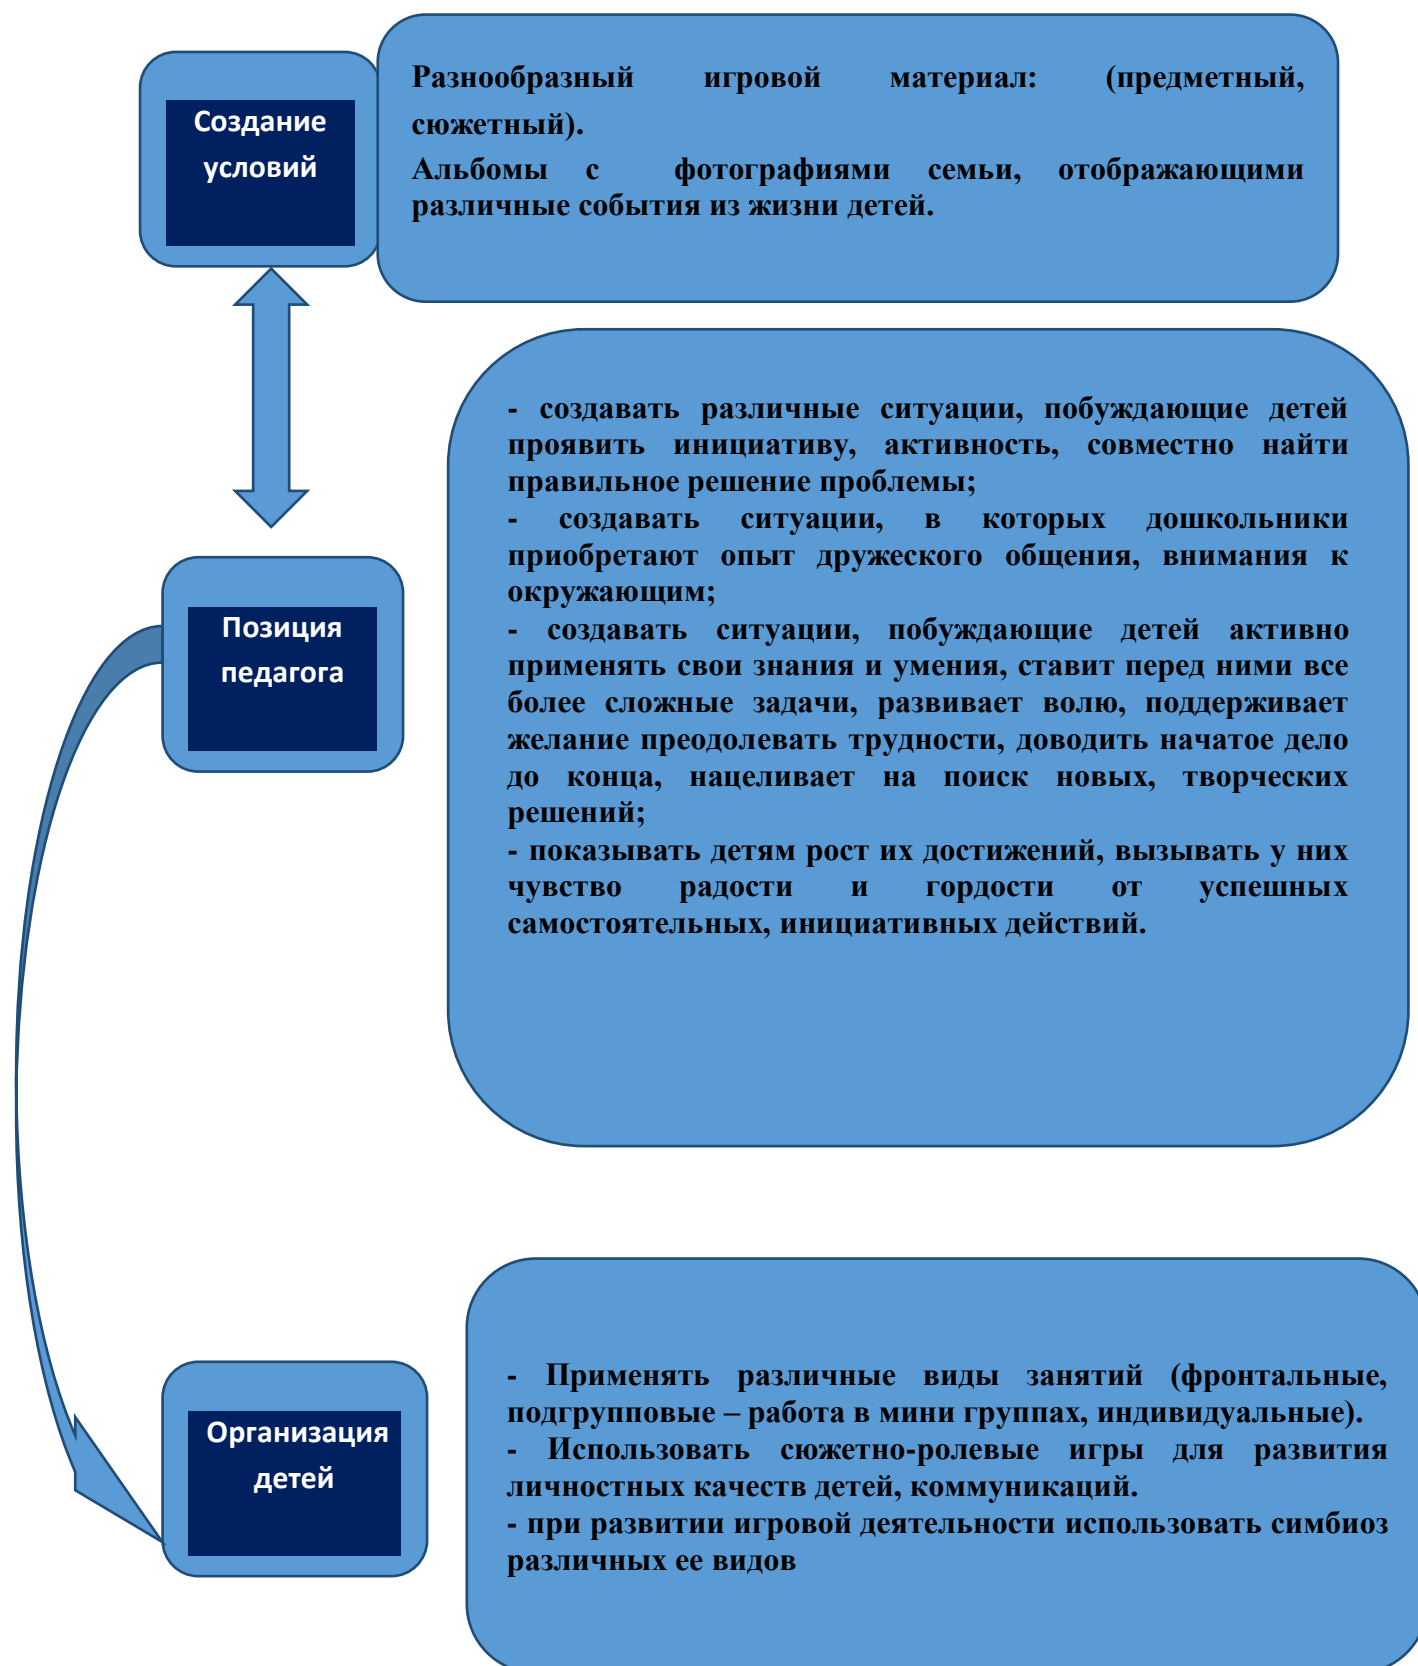 Создание
условий
Разнообразный игровой материал: (предметный,
сюжетный).
Альбомы с фотографиями семьи, отображающими
различные события из жизни детей.
Позиция
педагога
- создавать различные ситуации, побуждающие детей
проявить инициативу, активность, совместно найти
правильное решение проблемы;
- создавать ситуации, в которых дошкольники
приобретают опыт дружеского общения, внимания к
окружающим;
- создавать ситуации, побуждающие детей активно
применять свои знания и умения, ставит перед ними все
более сложные задачи, развивает волю, поддерживает
желание преодолевать трудности, доводить начатое дело
до конца, нацеливает на поиск новых, творческих
решений;
- показывать детям рост их достижений, вызывать у них
чувство радости и гордости от успешных
самостоятельных, инициативных действий.
Организация
детей
- Применять различные виды занятий (фронтальные,
подгрупповые – работа в мини группах, индивидуальные).
- Использовать сюжетно-ролевые игры для развития
личностных качеств детей, коммуникаций.
- при развитии игровой деятельности использовать симбиоз
различных ее видов